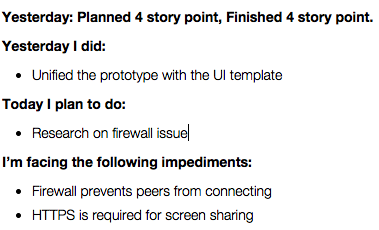 Yesterday: Planned 4 story point, Finished 4 story point.
Yesterday I did:
• Unified the prototype with the UI template
Today I plan to do:
• Research on firewall issue
I'm facing the following impediments:
• Firewall prevents peers from connecting
• HTTPS is required for screen sharing